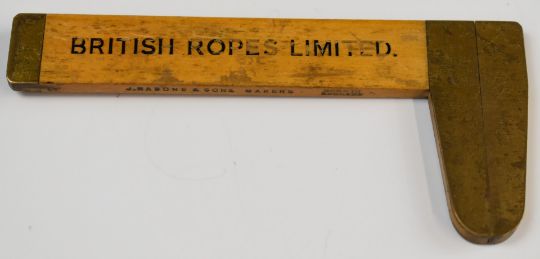 BRITISH ROPES LIMITED.
J. RABONE & SONS MAKERS